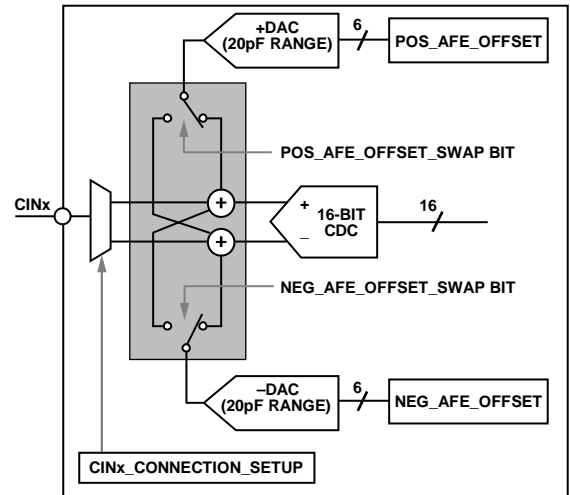 +DAC
(20pF RANGE)
6
POS_AFE_OFFSET
POS_AFE_OFFSET_SWAP BIT
CINx
+
+
+
–
16-BIT
CDC
16
NEG_AFE_OFFSET_SWAP BIT
–DAC
(20pF RANGE)
6
NEG_AFE_OFFSET
CINx_CONNECTION_SETUP